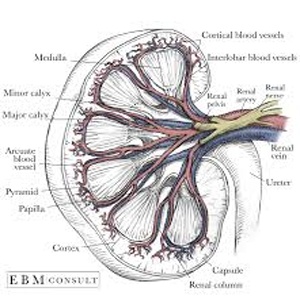 Cortical blood vessels
Interlobar blood vessels
Medulla
Minor calyx
Major calyx
Renal
pelvis
Renal
artery
Renal
nerve
Arcuate
blood
vessel
Renal
vein
Pyramid
Ureter
Papilla
Cortex
Capsule
Renal column
EBM CONSULT